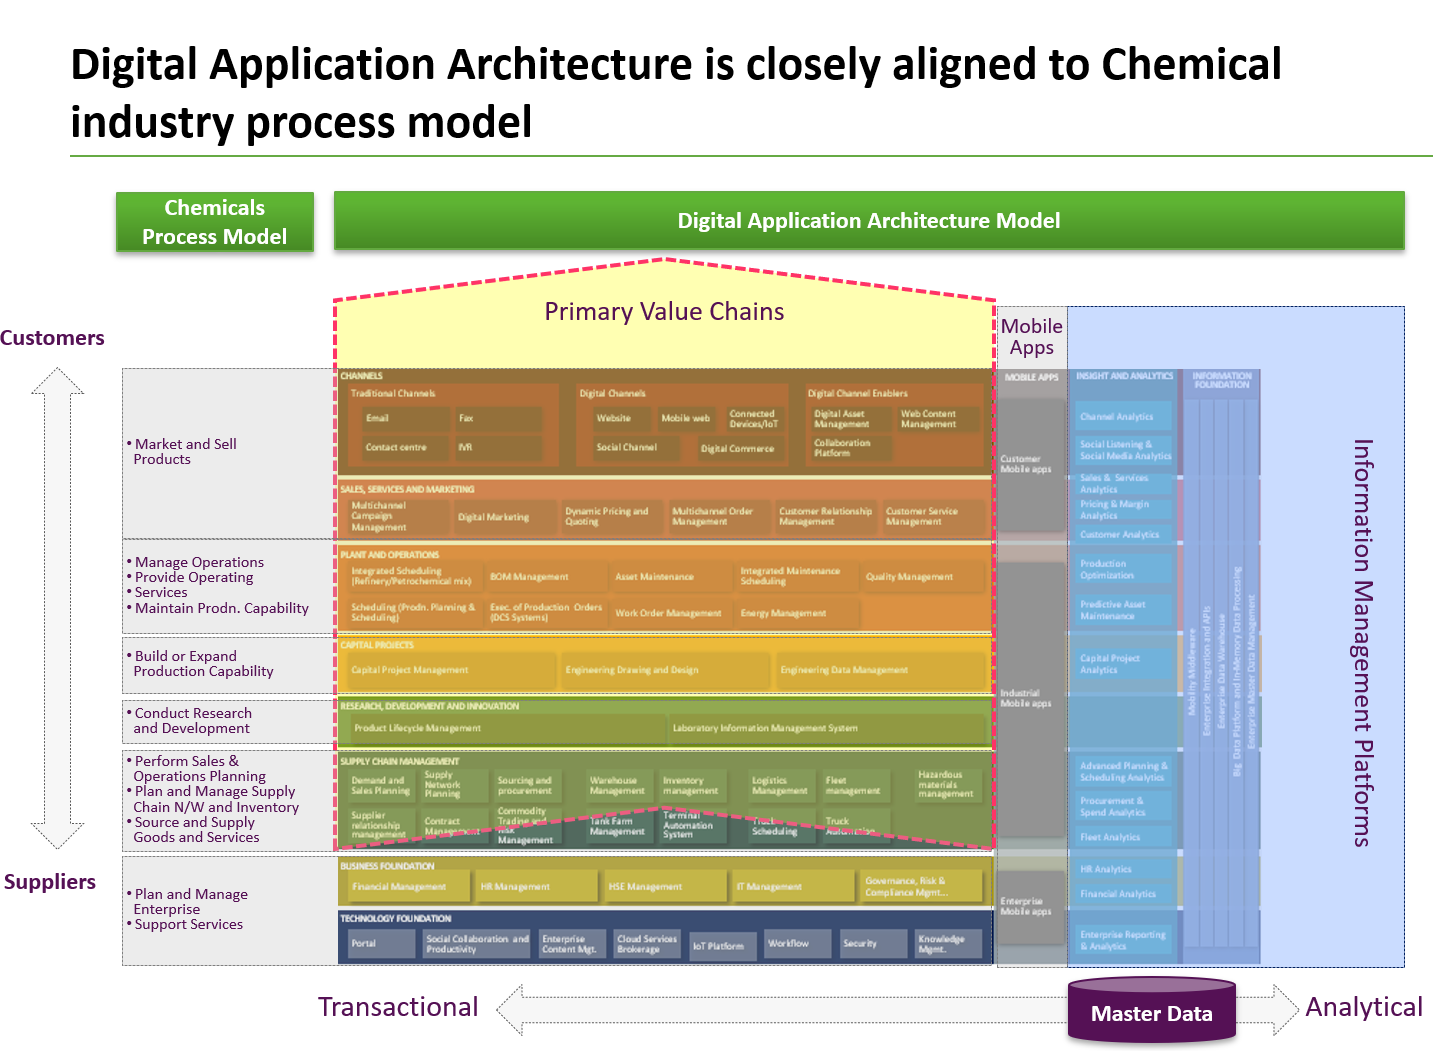 Digital Application Architecture is closely aligned to Chemical
industry process model
Chemicals
Process Model
Digital Application Architecture Model
Primary Value Chains
Mobile
Apps
Customers
Suppliers
• Market and Sell
Products
• Manage Operations
• Provide Operating
• Services
• Maintain Prodn. Capability
• Build or Expand
Production Capability
• Conduct Research
and Development
• Perform Sales &
Operations Planning
• Plan and Manage Supply
Chain N/W and Inventory
• Source and Supply
Goods and Services
• Plan and Manage
Enterprise
• Support Services
CHANNELS
Traditional Channels
Email
Fax
Contact centre
IVR
Digital Channels
Website
Mobile web
Connected
Devices/IoT
Social Channel
Digital Commerce
Digital Channel Enablers
Digital Asset
Management
Web Content
Management
Collaboration
Platform
SALES, SERVICES AND MARKETING
Multichannel
Campaign
Management
Digital Marketing
Dynamic Pricing and
Quoting
Multichannel Order
Management
Customer Relationship
Management
Customer Service
Management
PLANT AND OPERATIONS
Integrated Scheduling
(Refinery/Petrochemical mix)
BOM Management
Asset Maintenance
Integrated Maintenance
Scheduling
Quality Management
Scheduling (Prodn. Planning &
Scheduling)
Exec. of Production Orders
(DCS Systems)
Work Order Management
Energy Management
CAPITAL PROJECTS
Capital Project Management
Engineering Drawing and Design
Engineering Data Management
RESEARCH, DEVELOPMENT AND INNOVATION
Product Lifecycle Management
Laboratory Information Management System
SUPPLY CHAIN MANAGEMENT
Demand and
Sales Planning
Supply
Network
Planning
Sourcing and
procurement
Warehouse
Management
Inventory
management
Logistics
Management
Fleet
management
Hazardous
materials
management
Supplier
relationship
management
Contract
Management
Commodity
Trading and
Risk
Management
Tank Farm
Management
Terminal
Automation
System
Truck
Scheduling
Truck
Automation
BUSINESS FOUNDATION
Financial Management
HR Management
HSE Management
IT Management
Governance, Risk &
Compliance Mgmt...
TECHNOLOGY FOUNDATION
Portal
Social Collaboration and
Productivity
Enterprise
Content Mgt.
Cloud Services
Brokerage
IoT Platform
Workflow
Security
Knowledge
Mgmt.
MOBILE APPS
Customer
Mobile apps
Industrial
Mobile apps
Enterprise
Mobile apps
INSIGHT AND ANALYTICS
Channel Analytics
Social Listening &
Social Media Analytics
Sales & Services
Analytics
Pricing & Margin
Analytics
Customer Analytics
Production
Optimization
Predictive Asset
Maintenance
Capital Project
Analytics
Advanced Planning &
Scheduling Analytics
Procurement &
Spend Analytics
Fleet Analytics
HR Analytics
Financial Analytics
Enterprise Reporting
& Analytics
INFORMATION
FOUNDATION
Mobility Middleware
Enterprise Integration and APIs
Enterprise Data Warehouse
Big Data Platform and In-Memory Data Processing
Enterprise Master Data Management
Information Management Platforms
Transactional
Master Data
Analytical